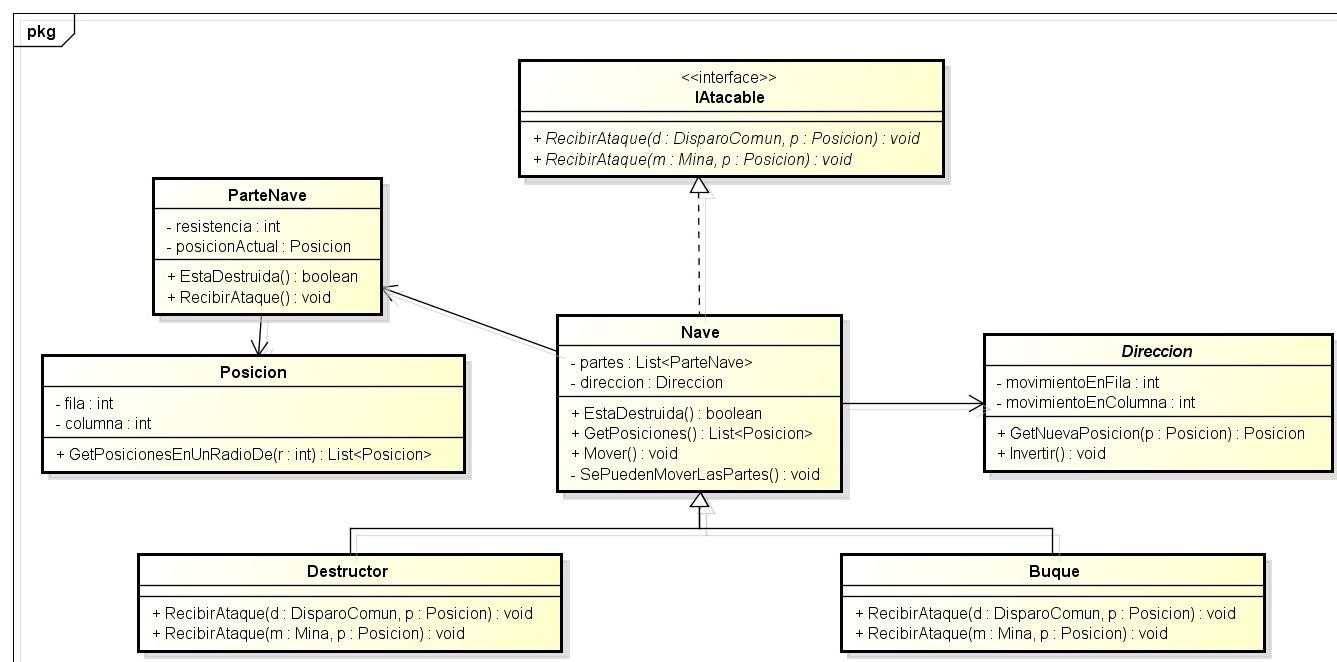 pkg
<<interface>>
IAtacable
+ RecibirAtaque(d : DisparoComun, p : Posicion) : void
+ RecibirAtaque(m : Mina, p : Posicion) : void
ParteNave
- resistencia : int
- posicionActual : Posicion
+ EstaDestruida() : boolean
+ RecibirAtaque() : void
Posicion
- fila : int
- columna : int
+ GetPosicionesEnUnRadioDe(r : int) : List<Posicion>
Nave
- partes : List<ParteNave>
- direccion : Direccion
+ EstaDestruida() : boolean
+ GetPosiciones() : List<Posicion>
+ Mover() : void
- SePuedenMoverLasPartes() : void
Direccion
- movimientoEnFila : int
- movimientoEnColumna : int
+ GetNuevaPosicion(p : Posicion) : Posicion
+ Invertir() : void
Destructor
+ RecibirAtaque(d : DisparoComun, p : Posicion) : void
+ RecibirAtaque(m : Mina, p : Posicion) : void
Buque
+ RecibirAtaque(d : DisparoComun, p : Posicion) : void
+ RecibirAtaque(m : Mina, p : Posicion) : void